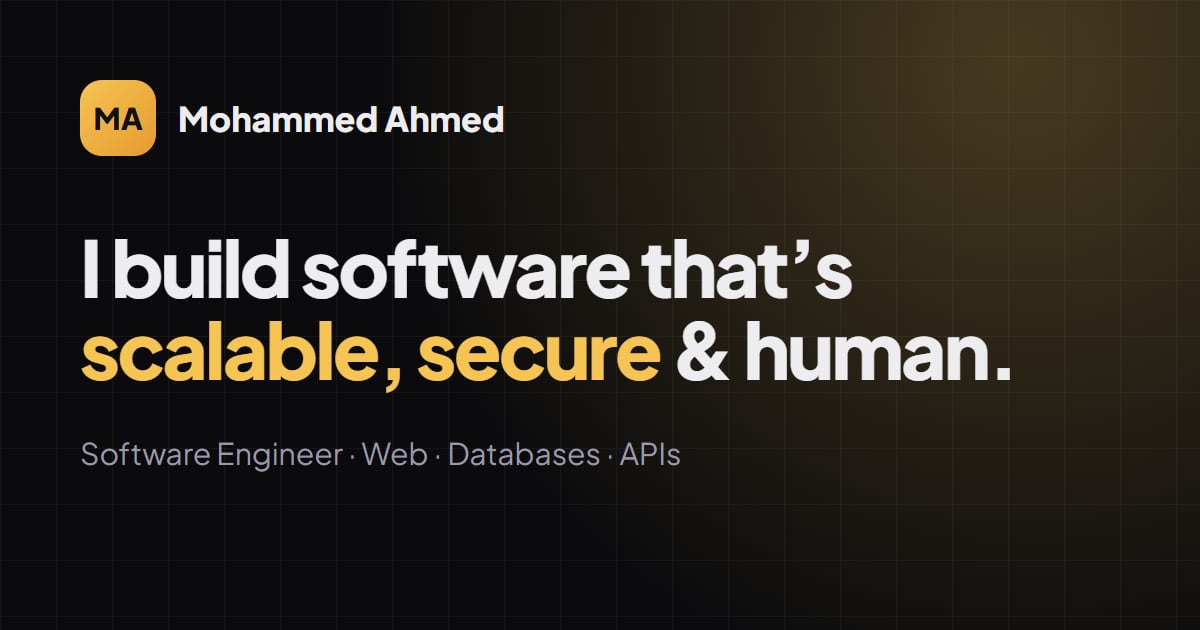 MA
Mohammed Ahmed
I build software that’s
scalable, secure & human.
Software Engineer · Web · Databases · APIs